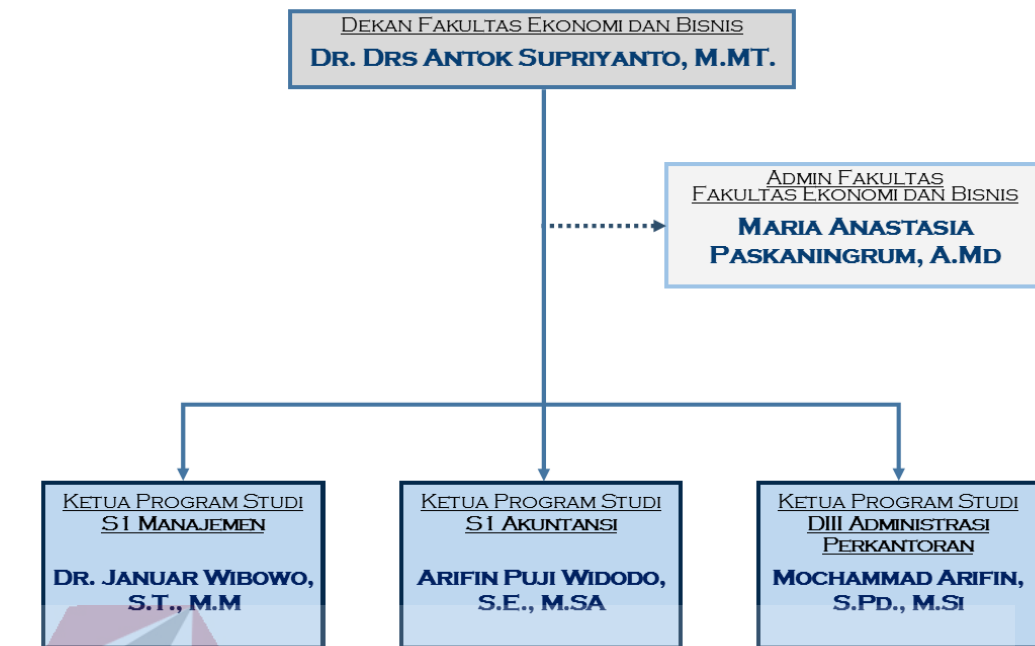 Dekan Fakultas Ekonomi dan Bisnis
Dr. Drs Antok Supriyanto, M.MT.
Admin Fakultas
Fakultas Ekonomi dan Bisnis
Maria Anastasia
Paskaningrum, A.Md
Ketua Program Studi
S1 Manajemen
Dr. Januar Wibowo,
S.T., M.M
Ketua Program Studi
S1 Akuntansi
Arifin Puji Widodo,
S.E., M.SA
Ketua Program Studi
DIII Administrasi
Perkantoran
Mochammad Arifin,
S.Pd., M.Si